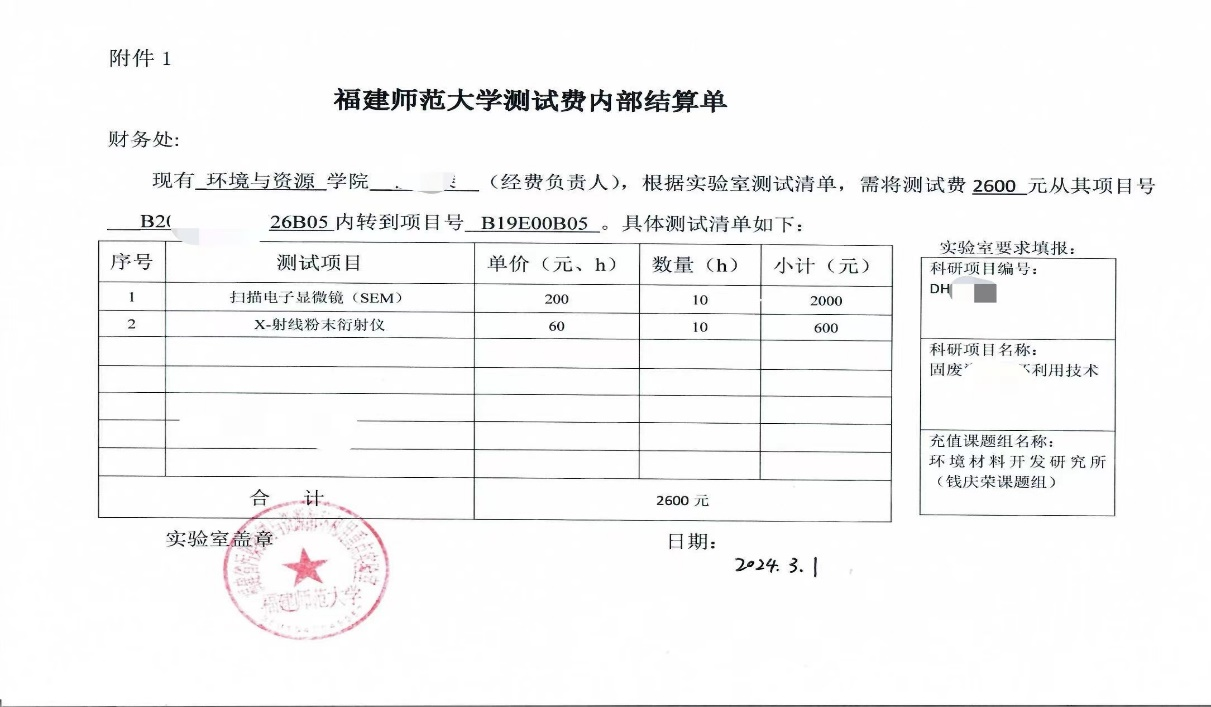 附件 1
福建师范大学测试费内部结算单
财务处:
现有 环境与资源 学院 （经费负责人），根据实验室测试清单，需将测试费 2600 元从其项目号
B20 26B05 内转到项目号 B19E00B05 。具体测试清单如下：
序号 测试项目 单价（元、h） 数量（h） 小计（元）
1 扫描电子显微镜（SEM） 200 10 2000
2 X-射线粉末衍射仪 60 10 600
合 计 2600 元
实验室要求填报：
科研项目编号：
DH
科研项目名称：
固废 利用技术
充值课题组名称：
环境材料开发研究所
（钱庆荣课题组）
实验室盖章
日期：
2024.3.1
福建师范大学